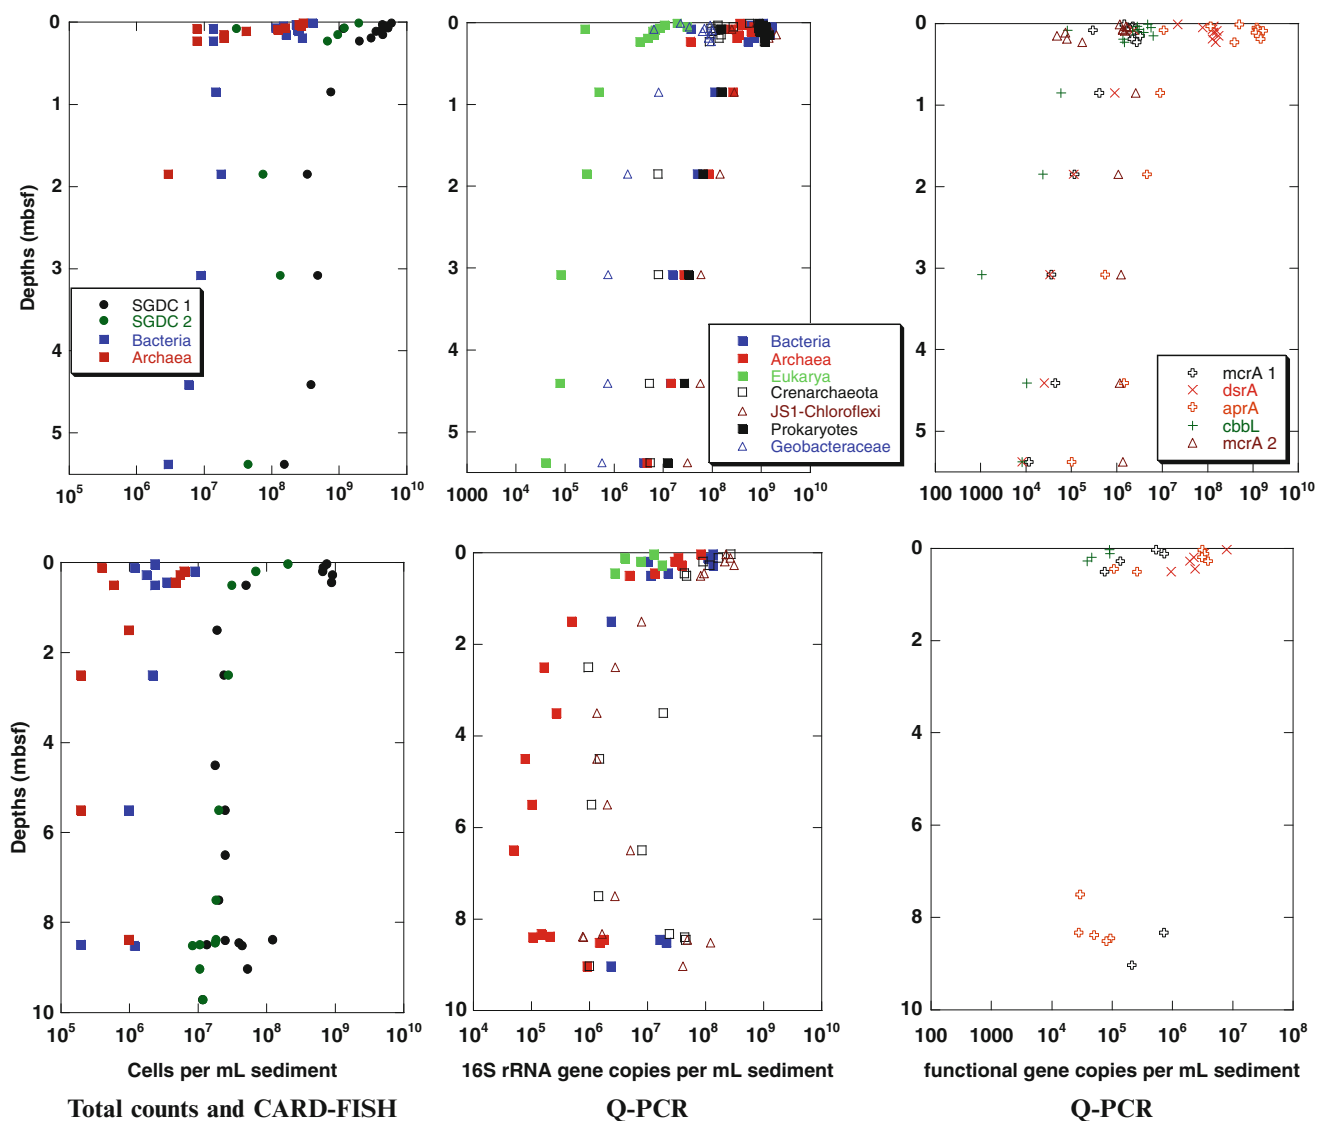 0
1
2
3
4
5
Depths (mbsf)
SGDC 1
SGDC 2
Bacteria
Archaea
10^5 10^6 10^7 10^8 10^9 10^10
0
1
2
3
4
5
Bacteria
Archaea
Eukarya
Crenarchaeota
JS1-Chloroflexi
Prokaryotes
Geobacteraceae
1000 10^4 10^5 10^6 10^7 10^8 10^9 10^10
0
1
2
3
4
5
mcrA 1
dsrA
aprA
cbbL
mcrA 2
100 1000 10^4 10^5 10^6 10^7 10^8 10^9 10^10
0
2
4
6
8
10
Depths (mbsf)
10^5 10^6 10^7 10^8 10^9 10^10
Cells per mL sediment
Total counts and CARD-FISH
0
2
4
6
8
10
10^4 10^5 10^6 10^7 10^8 10^9 10^10
16S rRNA gene copies per mL sediment
Q-PCR
0
2
4
6
8
10
100 1000 10^4 10^5 10^6 10^7 10^8
functional gene copies per mL sediment
Q-PCR